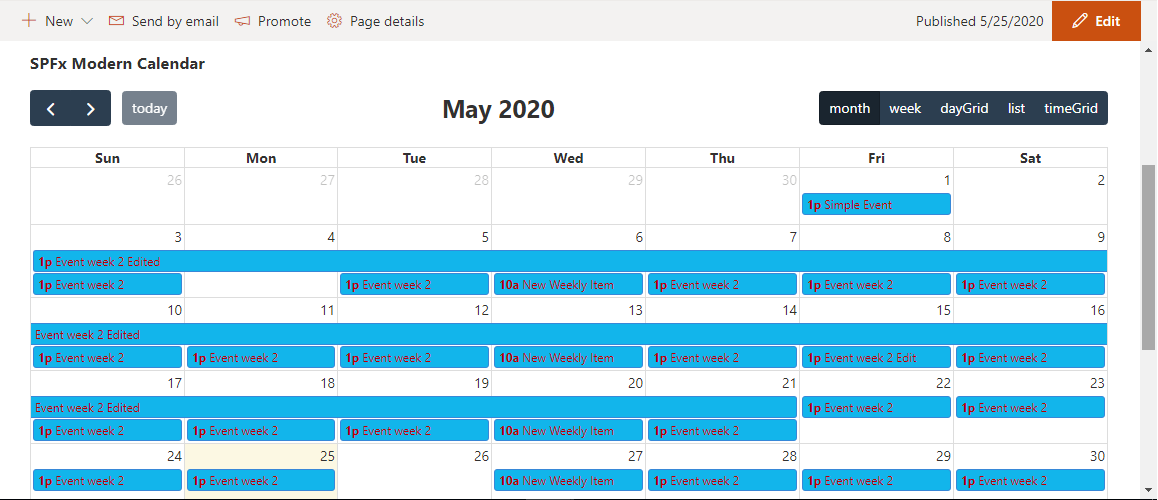 New Send by email Promote Page details Published 5/25/2020 Edit
SPFx Modern Calendar
today May 2020 month week dayGrid list timeGrid
Sun Mon Tue Wed Thu Fri Sat
26 27 28 29 30 1 2
1p Simple Event
3 4 5 6 7 8 9
1p Event week 2 Edited
1p Event week 2 1p Event week 2 10a New Weekly Item 1p Event week 2 1p Event week 2 1p Event week 2
10 11 12 13 14 15 16
Event week 2 Edited
1p Event week 2 1p Event week 2 1p Event week 2 10a New Weekly Item 1p Event week 2 1p Event week 2 Edit 1p Event week 2
17 18 19 20 21 22 23
Event week 2 Edited 1p Event week 2 1p Event week 2
1p Event week 2 1p Event week 2 1p Event week 2 10a New Weekly Item 1p Event week 2
24 25 26 27 28 29 30
1p Event week 2 1p Event week 2 10a New Weekly Item 1p Event week 2 1p Event week 2 1p Event week 2